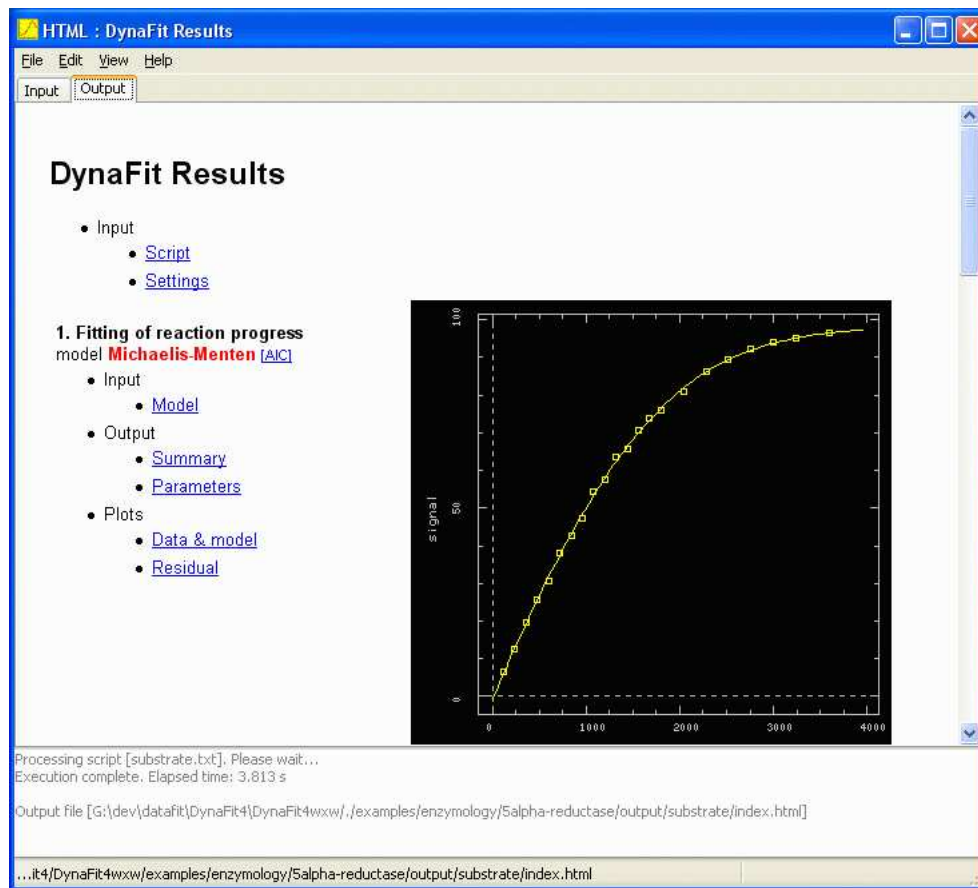 HTML : DynaFit Results
File Edit View Help
Input Output
DynaFit Results
Input
Script
Settings
1. Fitting of reaction progress
model Michaelis-Menten [AIC]
Input
Model
Output
Summary
Parameters
Plots
Data & model
Residual
100
50
0
signal
0 1000 2000 3000 4000
Processing script [substrate.txt]. Please wait...
Execution complete. Elapsed time: 3.813 s
Output file [G:\dev\datafit\DynaFit4\DynaFit4wxw/./examples/enzymology/5alpha-reductase/output/substrate/index.html]
...it4/DynaFit4wxw/examples/enzymology/5alpha-reductase/output/substrate/index.html